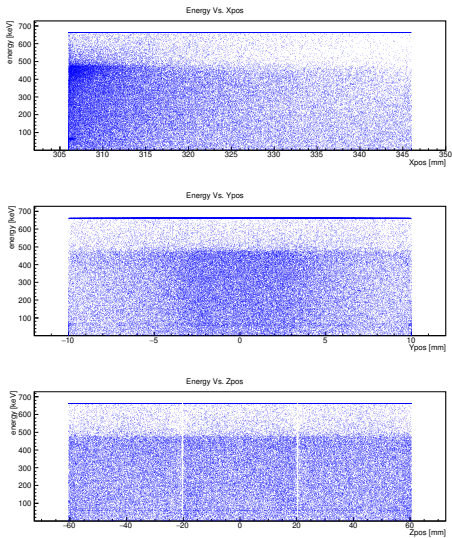 Energy Vs. Xpos
energy [keV]
700
600
500
400
300
200
100
305 310 315 320 325 330 335 340 345 350
Xpos [mm]
Energy Vs. Ypos
energy [keV]
700
600
500
400
300
200
100
−10 −5 0 5 10
Ypos [mm]
Energy Vs. Zpos
energy [keV]
700
600
500
400
300
200
100
−60 −40 −20 0 20 40 60
Zpos [mm]